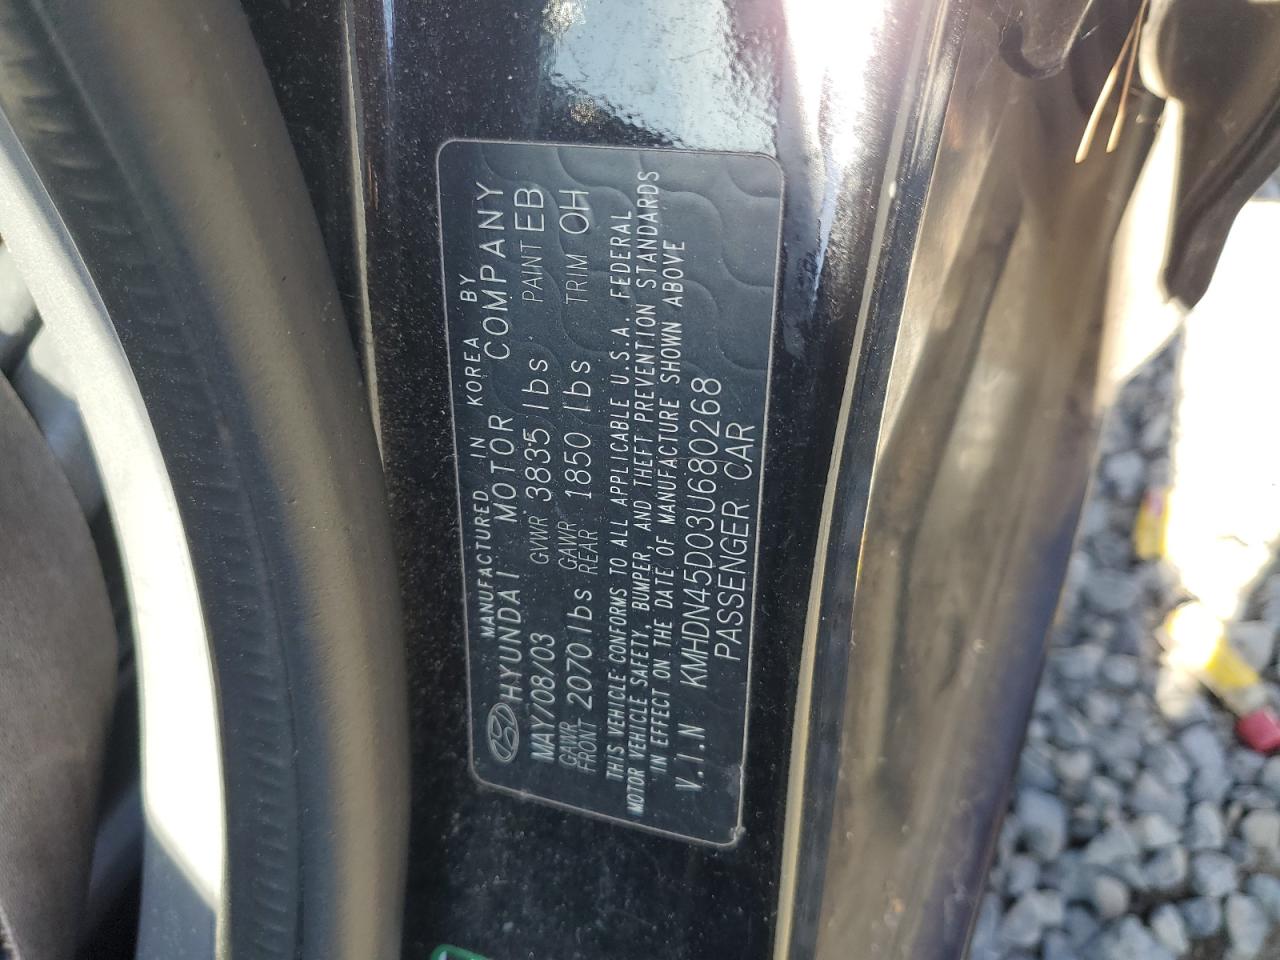 MANUFACTURED IN KOREA BY
HYUNDAI MOTOR COMPANY
MAY/08/03 GVWR 3835 lbs PAINT EB
GAWR FRONT 2070 lbs GAWR REAR 1850 lbs TRIM OH
THIS VEHICLE CONFORMS TO ALL APPLICABLE U.S.A. FEDERAL
MOTOR VEHICLE SAFETY, BUMPER, AND THEFT PREVENTION STANDARDS
IN EFFECT ON THE DATE OF MANUFACTURE SHOWN ABOVE
V.I.N KMHDN45D03U680268
PASSENGER CAR